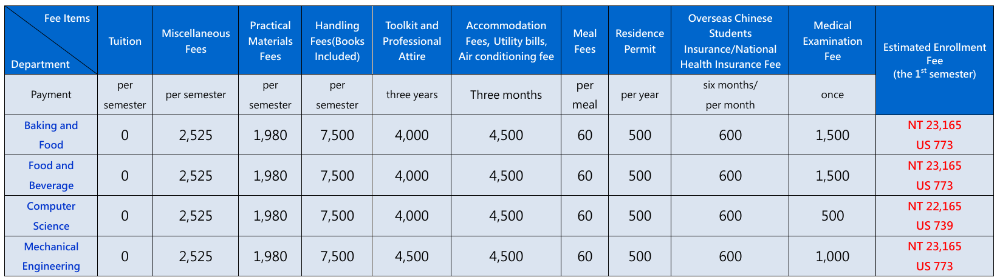 Fee Items
Department
Tuition
Miscellaneous
Fees
Practical
Materials
Fees
Handling
Fees(Books
Included)
Toolkit and
Professional
Attire
Accommodation
Fees, Utility bills,
Air conditioning fee
Meal
Fees
Residence
Permit
Overseas Chinese
Students
Insurance/National
Health Insurance Fee
Medical
Examination
Fee
Estimated Enrollment
Fee
(the 1st semester)
Payment
per
semester
per semester
per
semester
per
semester
three years
Three months
per
meal
per year
six months/
per month
once
Baking and
Food
0
2,525
1,980
7,500
4,000
4,500
60
500
600
1,500
NT 23,165
US 773
Food and
Beverage
0
2,525
1,980
7,500
4,000
4,500
60
500
600
1,500
NT 23,165
US 773
Computer
Science
0
2,525
1,980
7,500
4,000
4,500
60
500
600
500
NT 22,165
US 739
Mechanical
Engineering
0
2,525
1,980
7,500
4,500
4,500
60
500
600
1,000
NT 23,165
US 773